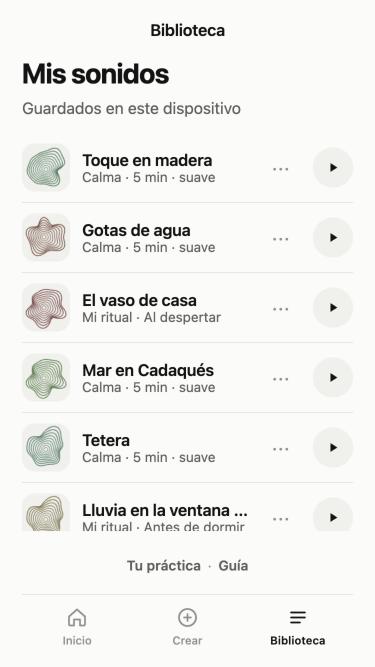 Biblioteca
Mis sonidos
Guardados en este dispositivo
Toque en madera
Calma · 5 min · suave
Gotas de agua
Calma · 5 min · suave
El vaso de casa
Mi ritual · Al despertar
Mar en Cadaqués
Calma · 5 min · suave
Tetera
Calma · 5 min · suave
Lluvia en la ventana ...
Mi ritual · Antes de dormir
Tu práctica · Guía
Inicio
Crear
Biblioteca